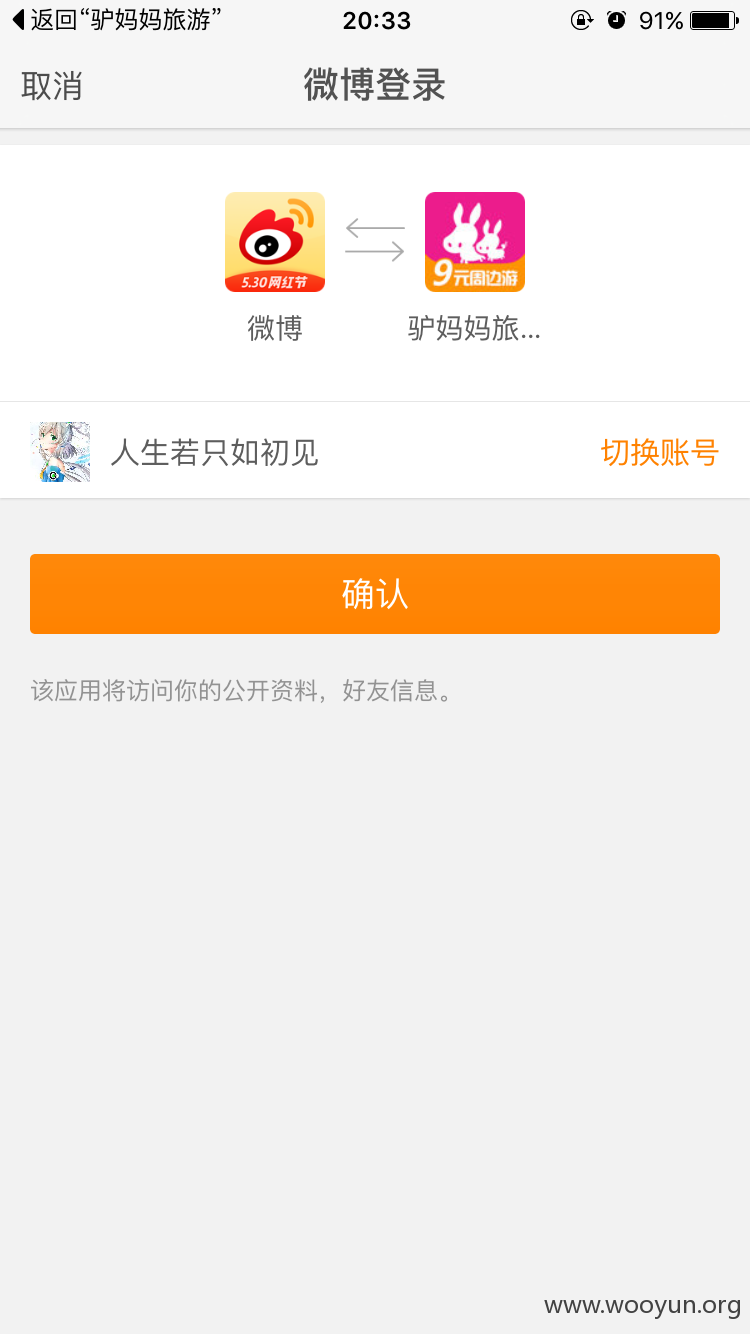 返回“驴妈妈旅游” 20:33 91%
取消 微博登录
5.30网红节 9元周边游
微博 驴妈妈旅...
人生若只如初见 切换账号
确认
该应用将访问你的公开资料，好友信息。
www.wooyun.org